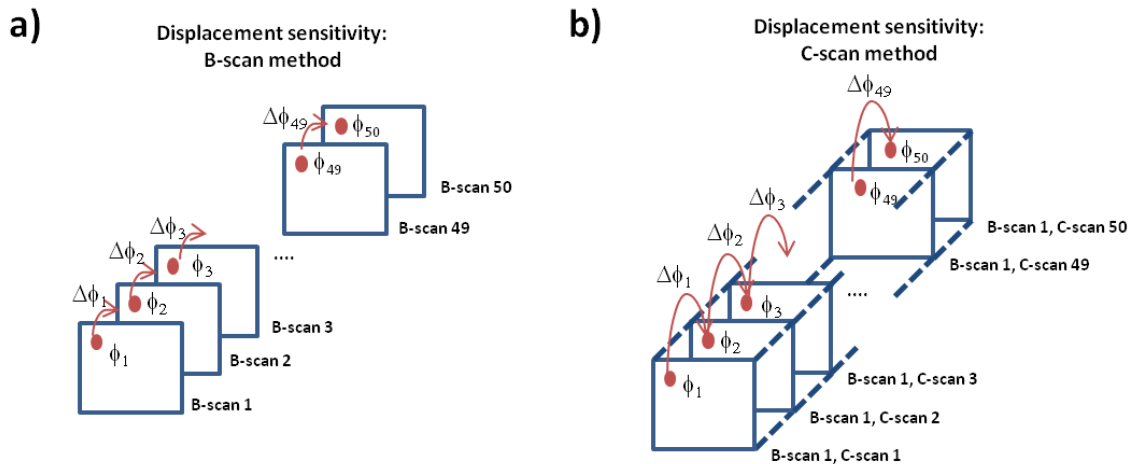 a)
Displacement sensitivity:
B-scan method
Δϕ49
ϕ50
ϕ49
B-scan 50
B-scan 49
Δϕ3
....
Δϕ2
ϕ3
Δϕ1
ϕ2
B-scan 3
ϕ1
B-scan 2
B-scan 1
b)
Displacement sensitivity:
C-scan method
Δϕ49
ϕ50
ϕ49
Δϕ3
B-scan 1, C-scan 50
Δϕ2
B-scan 1, C-scan 49
Δϕ1
....
ϕ3
ϕ2
ϕ1
B-scan 1, C-scan 3
B-scan 1, C-scan 2
B-scan 1, C-scan 1